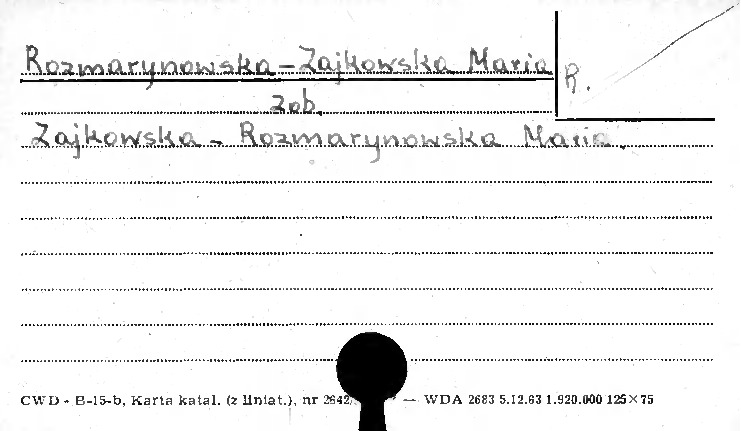 Rozmarynowska-Zajkowska Maria
R.
zob.
Zajkowska - Rozmarynowska Maria.
CWD - B-15-b, Karta katal. (z liniat.), nr 2642/ — WDA 2683 5.12.63 1.920.000 125×75